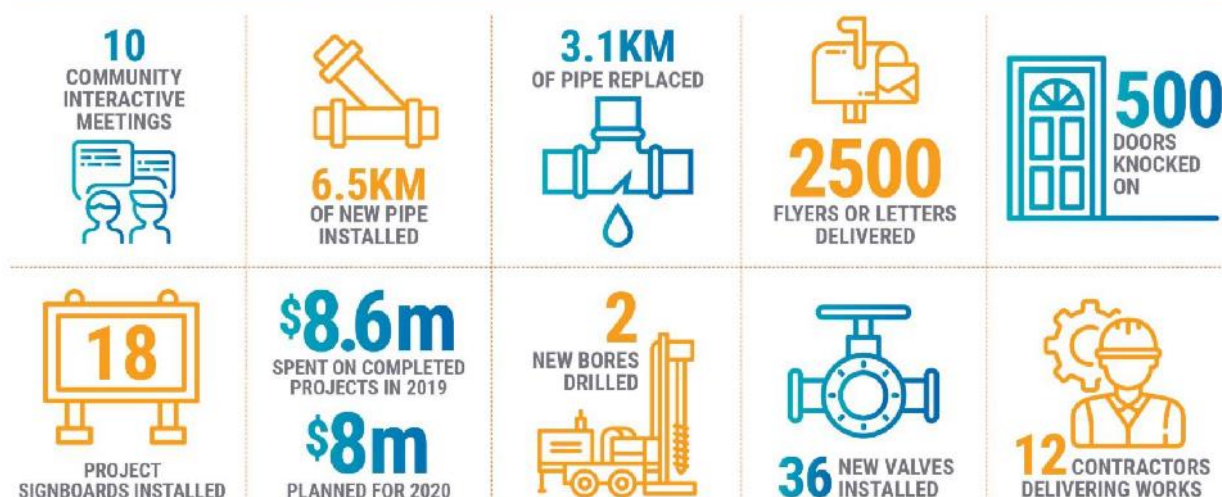 10
COMMUNITY
INTERACTIVE
MEETINGS
6.5KM
OF NEW PIPE
INSTALLED
3.1KM
OF PIPE REPLACED
2500
FLYERS OR LETTERS
DELIVERED
500
DOORS
KNOCKED
ON
18
PROJECT
SIGNBOARDS INSTALLED
$8.6m
SPENT ON COMPLETED
PROJECTS IN 2019
$8m
PLANNED FOR 2020
2
NEW BORES
DRILLED
36 NEW VALVES
INSTALLED
12 CONTRACTORS
DELIVERING WORKS